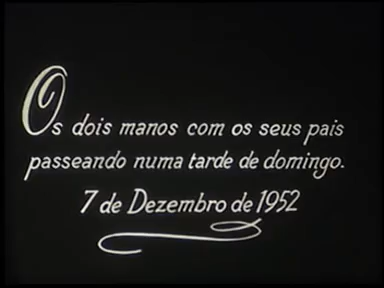 Os dois manos com os seus pais
passeando numa tarde de domingo.
7 de Dezembro de 1952